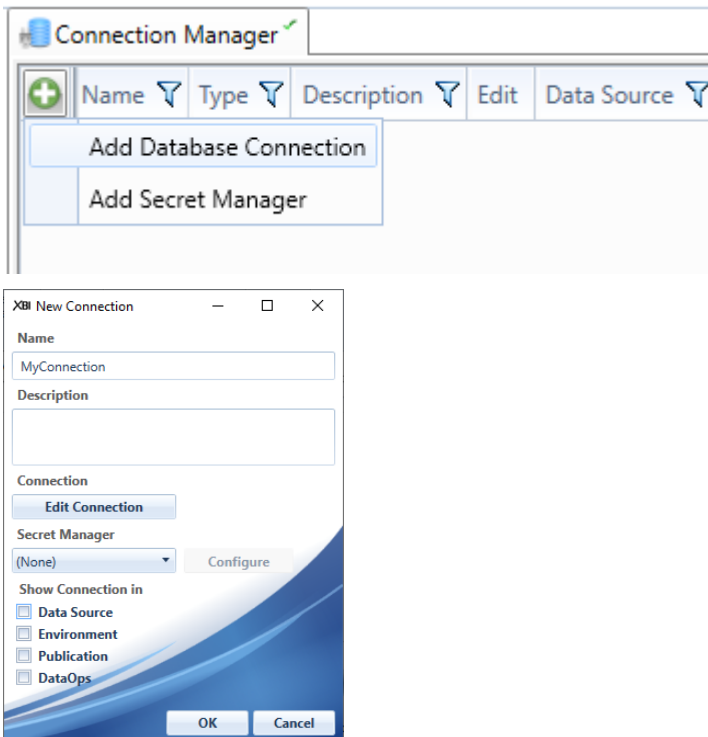 Connection Manager
Name Type Description Edit Data Source
Add Database Connection
Add Secret Manager
XBI New Connection
Name
MyConnection
Description
Connection
Edit Connection
Secret Manager
(None) Configure
Show Connection in
Data Source
Environment
Publication
DataOps
OK Cancel